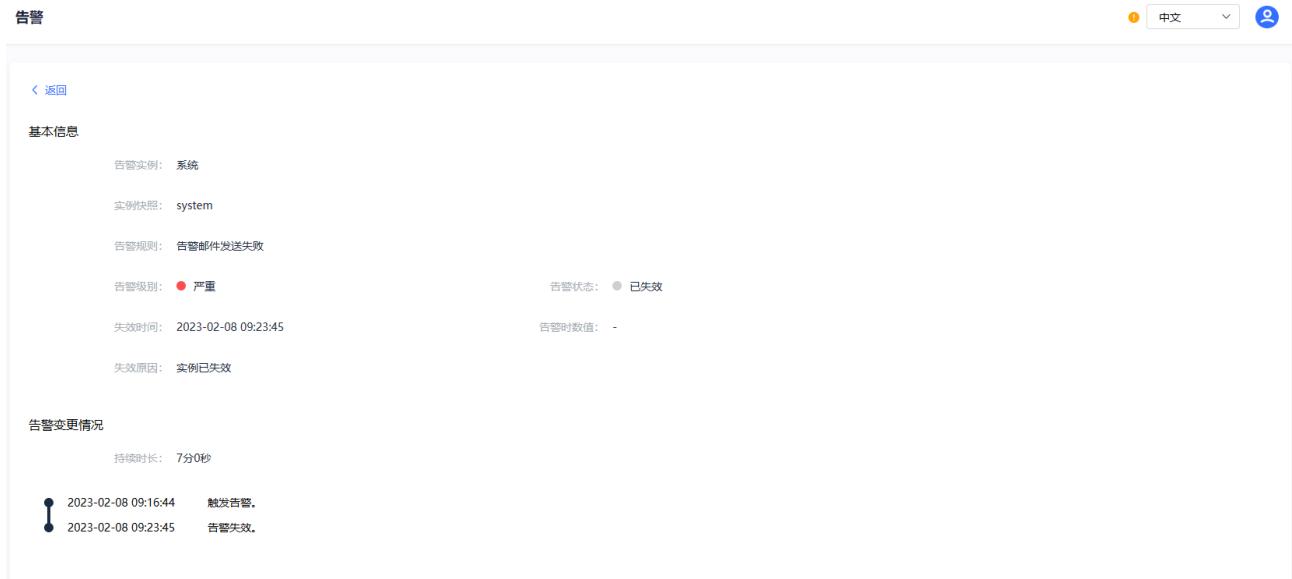 告警
中文
返回
基本信息
告警实例： 系统
实例快照： system
告警规则： 告警邮件发送失败
告警级别： 严重 告警状态： 已失效
失效时间： 2023-02-08 09:23:45 告警时数值： -
失效原因： 实例已失效
告警变更情况
持续时长： 7分0秒
2023-02-08 09:16:44 触发告警。
2023-02-08 09:23:45 告警失效。